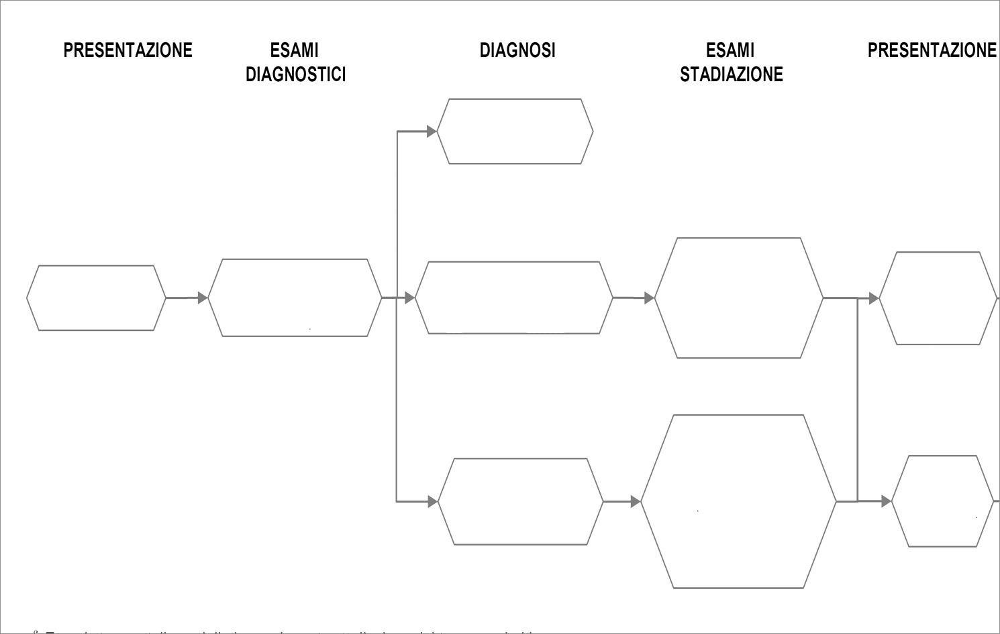 PRESENTAZIONE
ESAMI
DIAGNOSTICI
DIAGNOSI
ESAMI
STADIAZIONE
PRESENTAZIONE